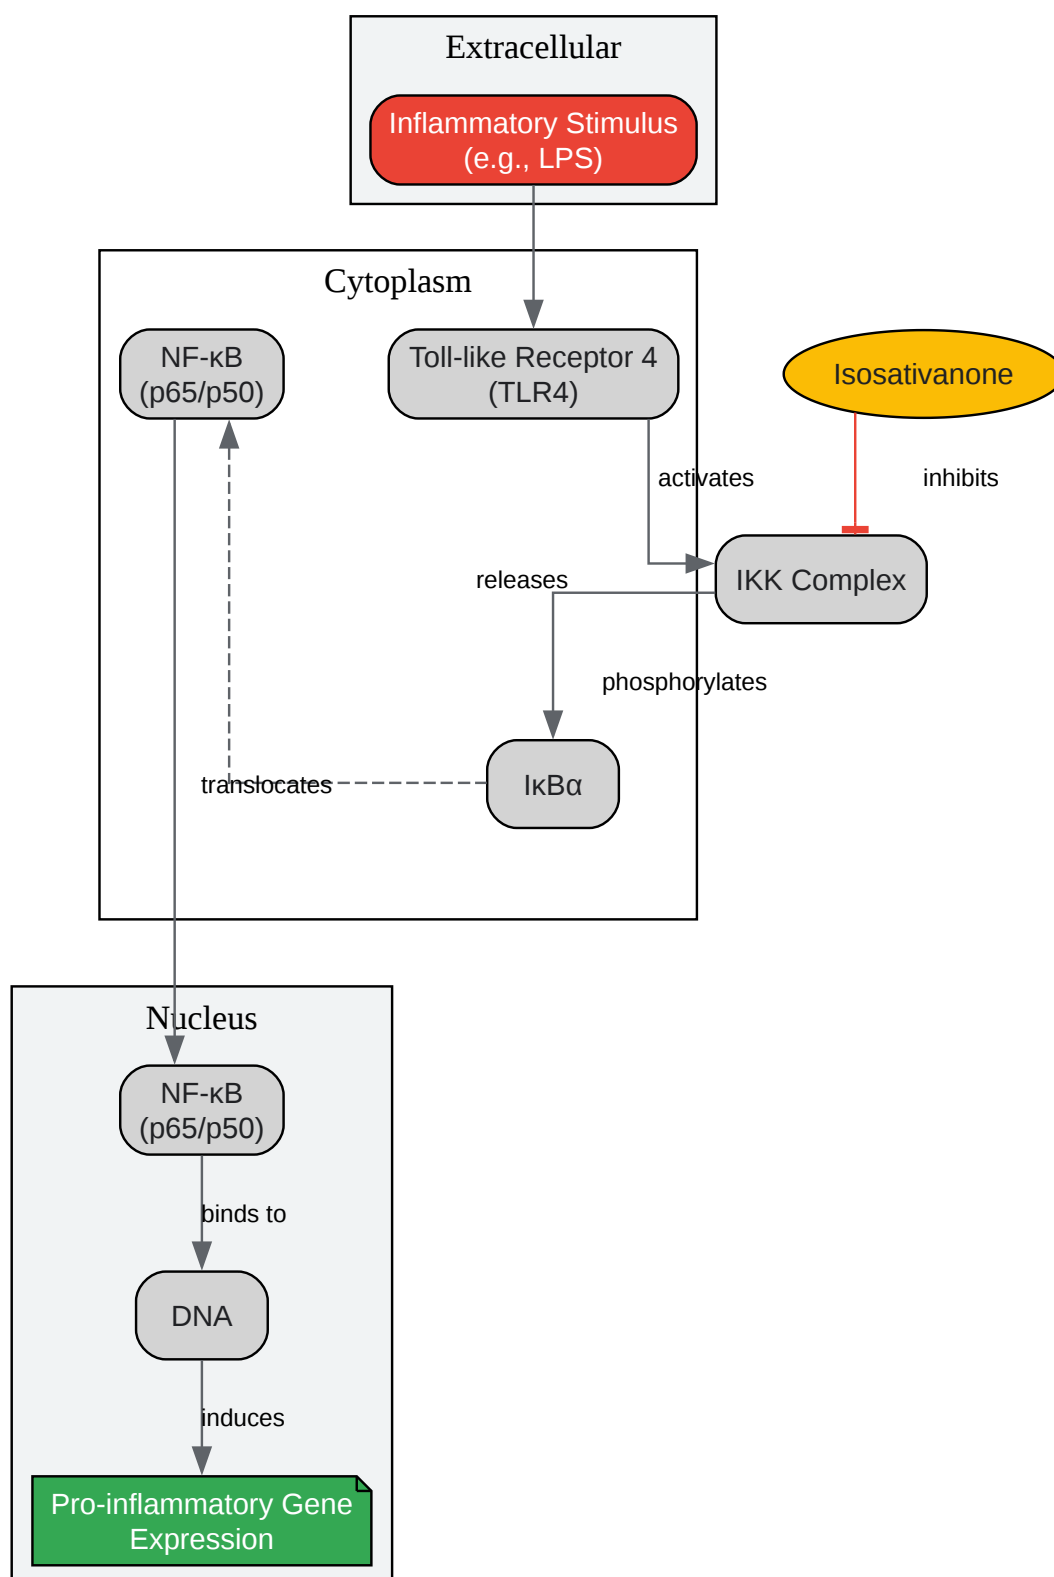 Extracellular
Inflammatory Stimulus
(e.g., LPS)
Cytoplasm
NF-κB
(p65/p50)
Toll-like Receptor 4
(TLR4)
Isosativanone
activates
inhibits
releases
IKK Complex
phosphorylates
translocates
IκBα
Nucleus
NF-κB
(p65/p50)
binds to
DNA
induces
Pro-inflammatory Gene
Expression